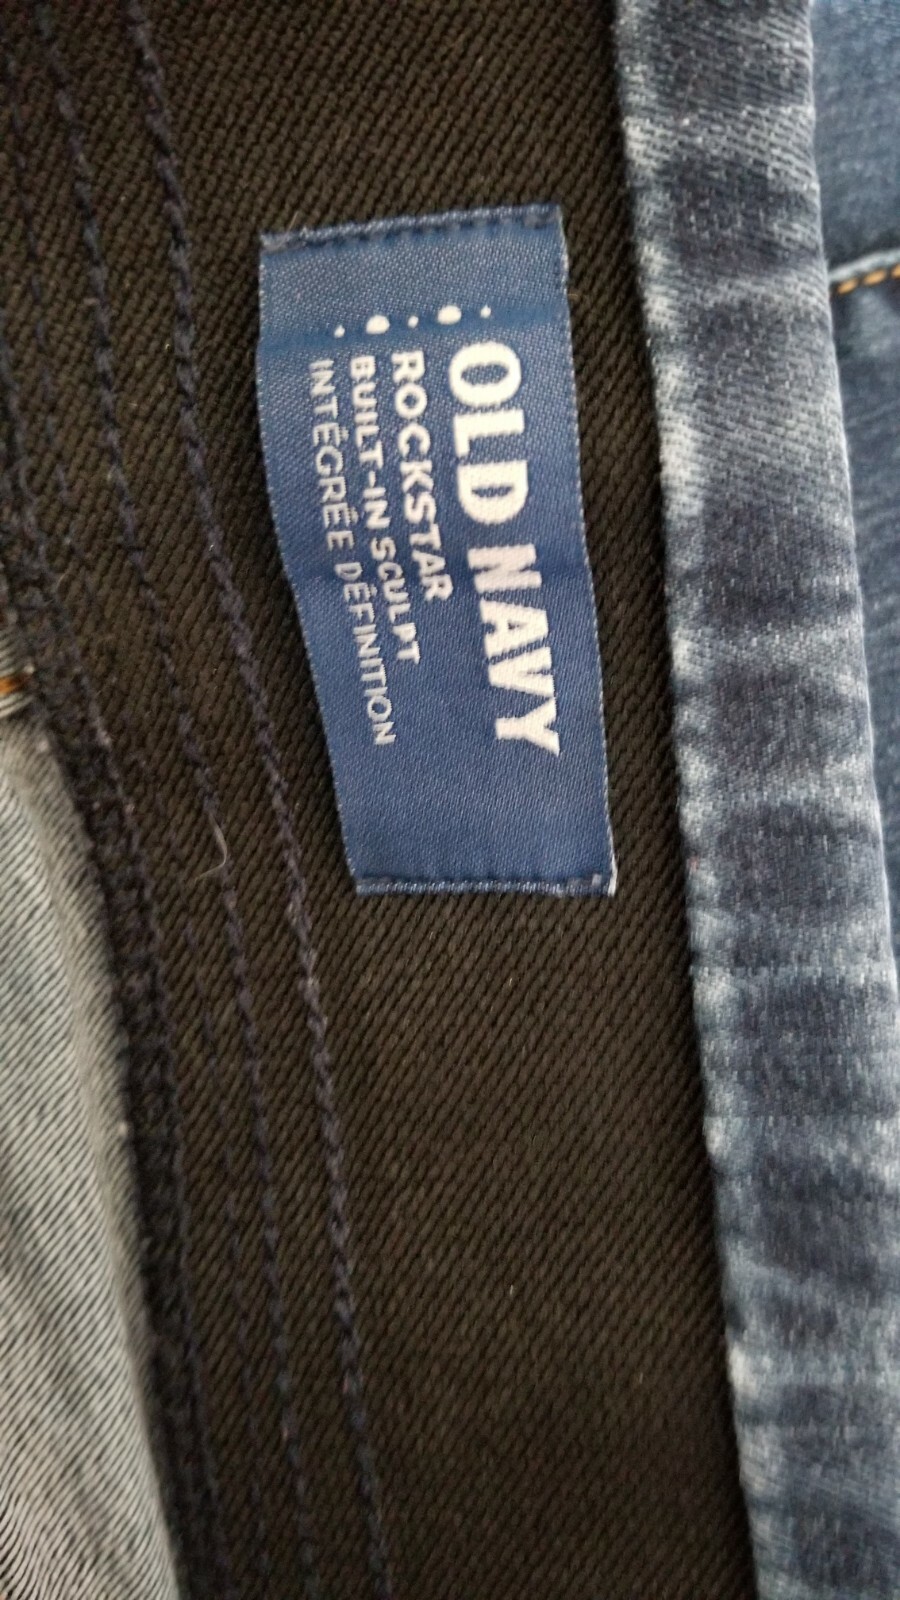 OLD NAVY
ROCKSTAR
BUILT-IN SCULPT
INTÉGRÉE DÉFINITION